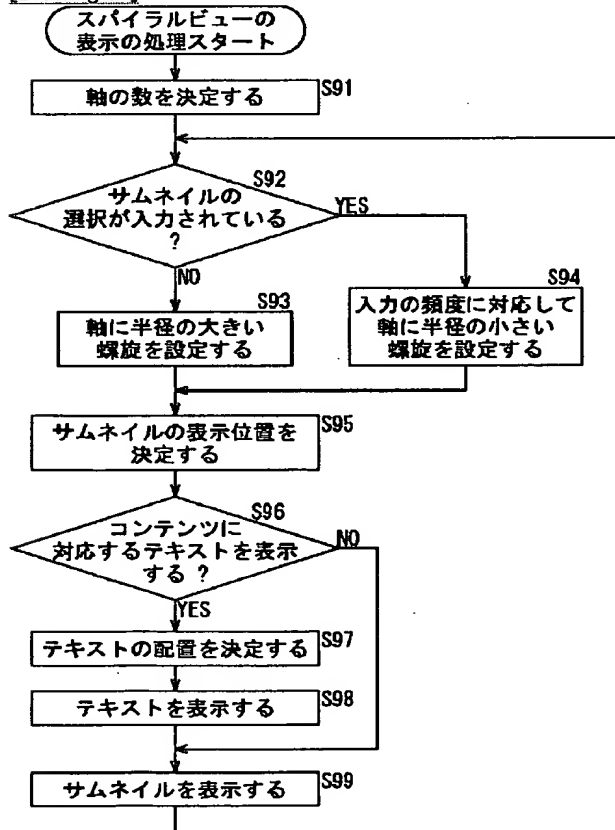 スパイラルビューの
表示の処理スタート
軸の数を決定する
S91
S92
サムネイルの
選択が入力されている
?
YES
NO
S93
軸に半径の大きい
螺旋を設定する
S94
入力の頻度に対応して
軸に半径の小さい
螺旋を設定する
サムネイルの表示位置を
決定する
S95
S96
コンテンツに
対応するテキストを表示
する ?
NO
YES
テキストの配置を決定する
S97
テキストを表示する
S98
サムネイルを表示する
S99